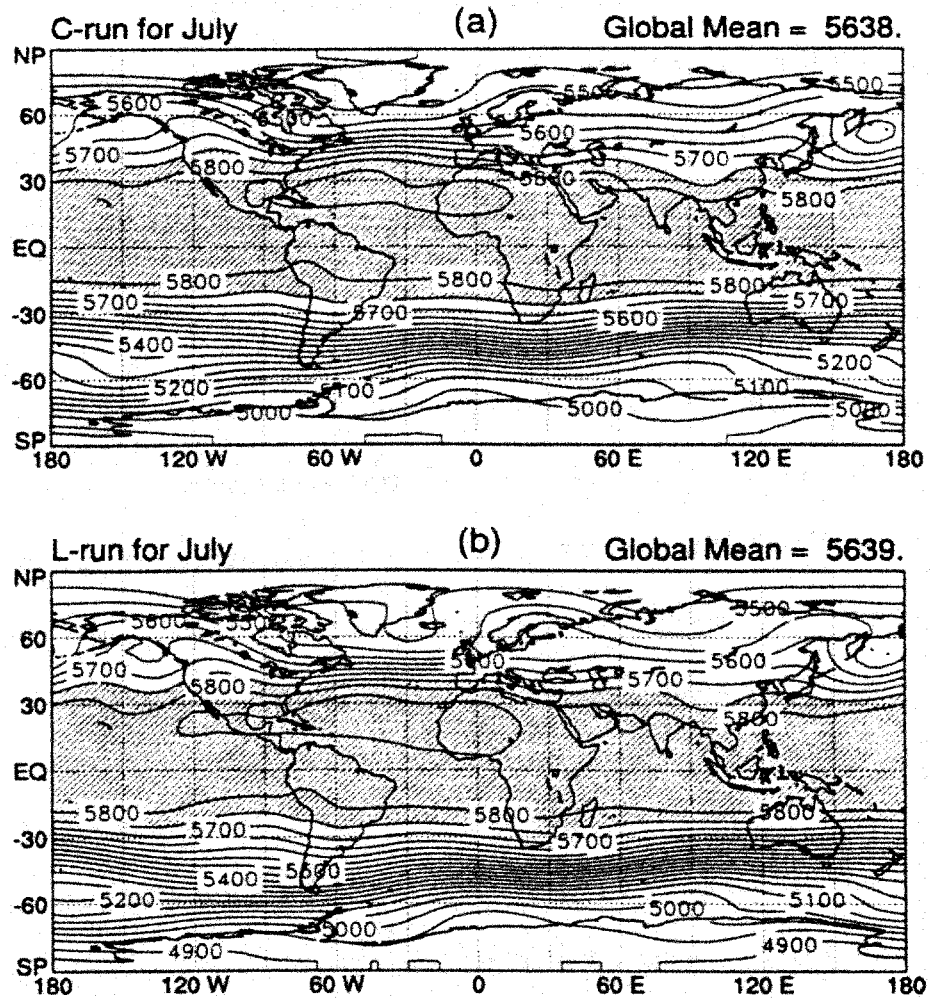 (a)
C-run for July Global Mean = 5638.
NP
5600 5500 5500
60 5500 5600
5700 5800 5700
30 5800 5800
EQ
5800 5800 5800
5700 5700 5700
-30 5600
5400 5200
-60 5200 5100 5100
5000 5000 5000
SP
180 120 W 60 W 0 60 E 120 E 180
(b)
L-run for July Global Mean = 5639.
NP
5600 5500 5500
60
5700 5600
5800 5700
30 5800
EQ
5800 5800 5800
5700 5700
-30
5400 5500
5200 5000 5100
-60
5000
4900 4900
SP
180 120 W 60 W 0 60 E 120 E 180